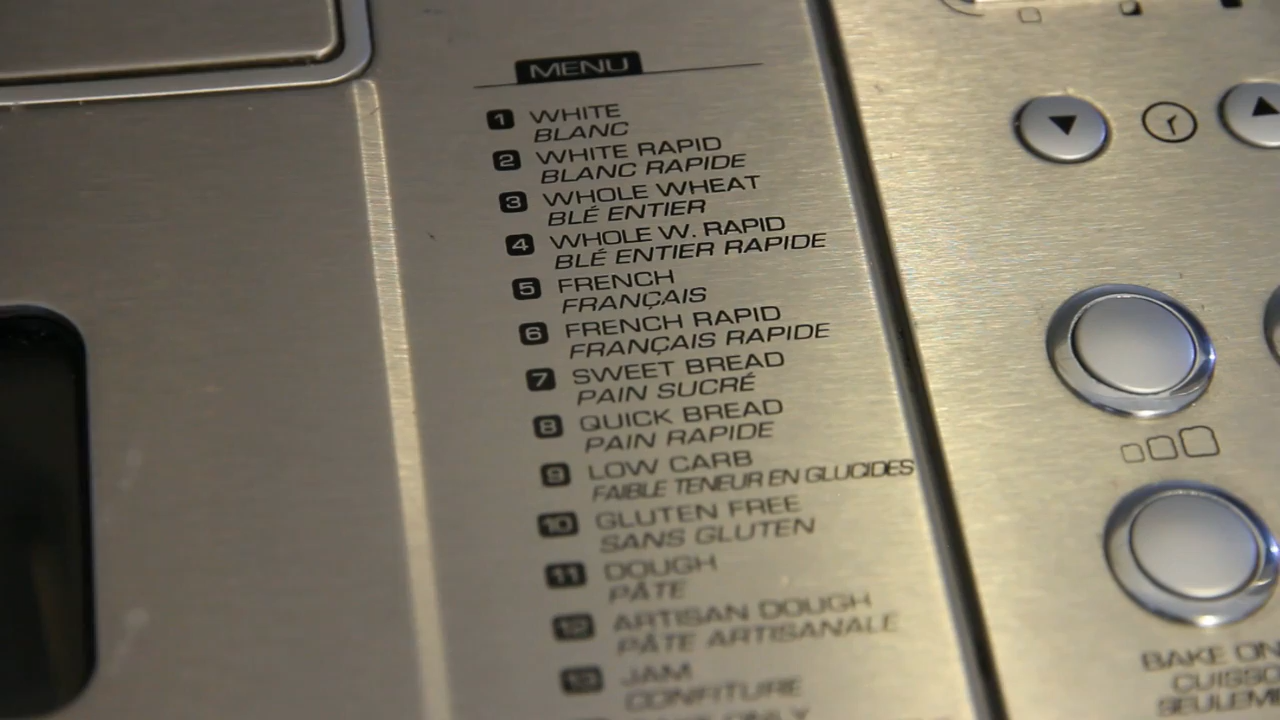 MENU
1 WHITE
BLANC
2 WHITE RAPID
BLANC RAPIDE
3 WHOLE WHEAT
BLÉ ENTIER
4 WHOLE W. RAPID
BLÉ ENTIER RAPIDE
5 FRENCH
FRANÇAIS
6 FRENCH RAPID
FRANÇAIS RAPIDE
7 SWEET BREAD
PAIN SUCRÉ
8 QUICK BREAD
PAIN RAPIDE
9 LOW CARB
FAIBLE TENEUR EN GLUCIDES
10 GLUTEN FREE
SANS GLUTEN
11 DOUGH
PÂTE
12 ARTISAN DOUGH
PÂTE ARTISANALE
13 JAM
CONFITURE
BAKE